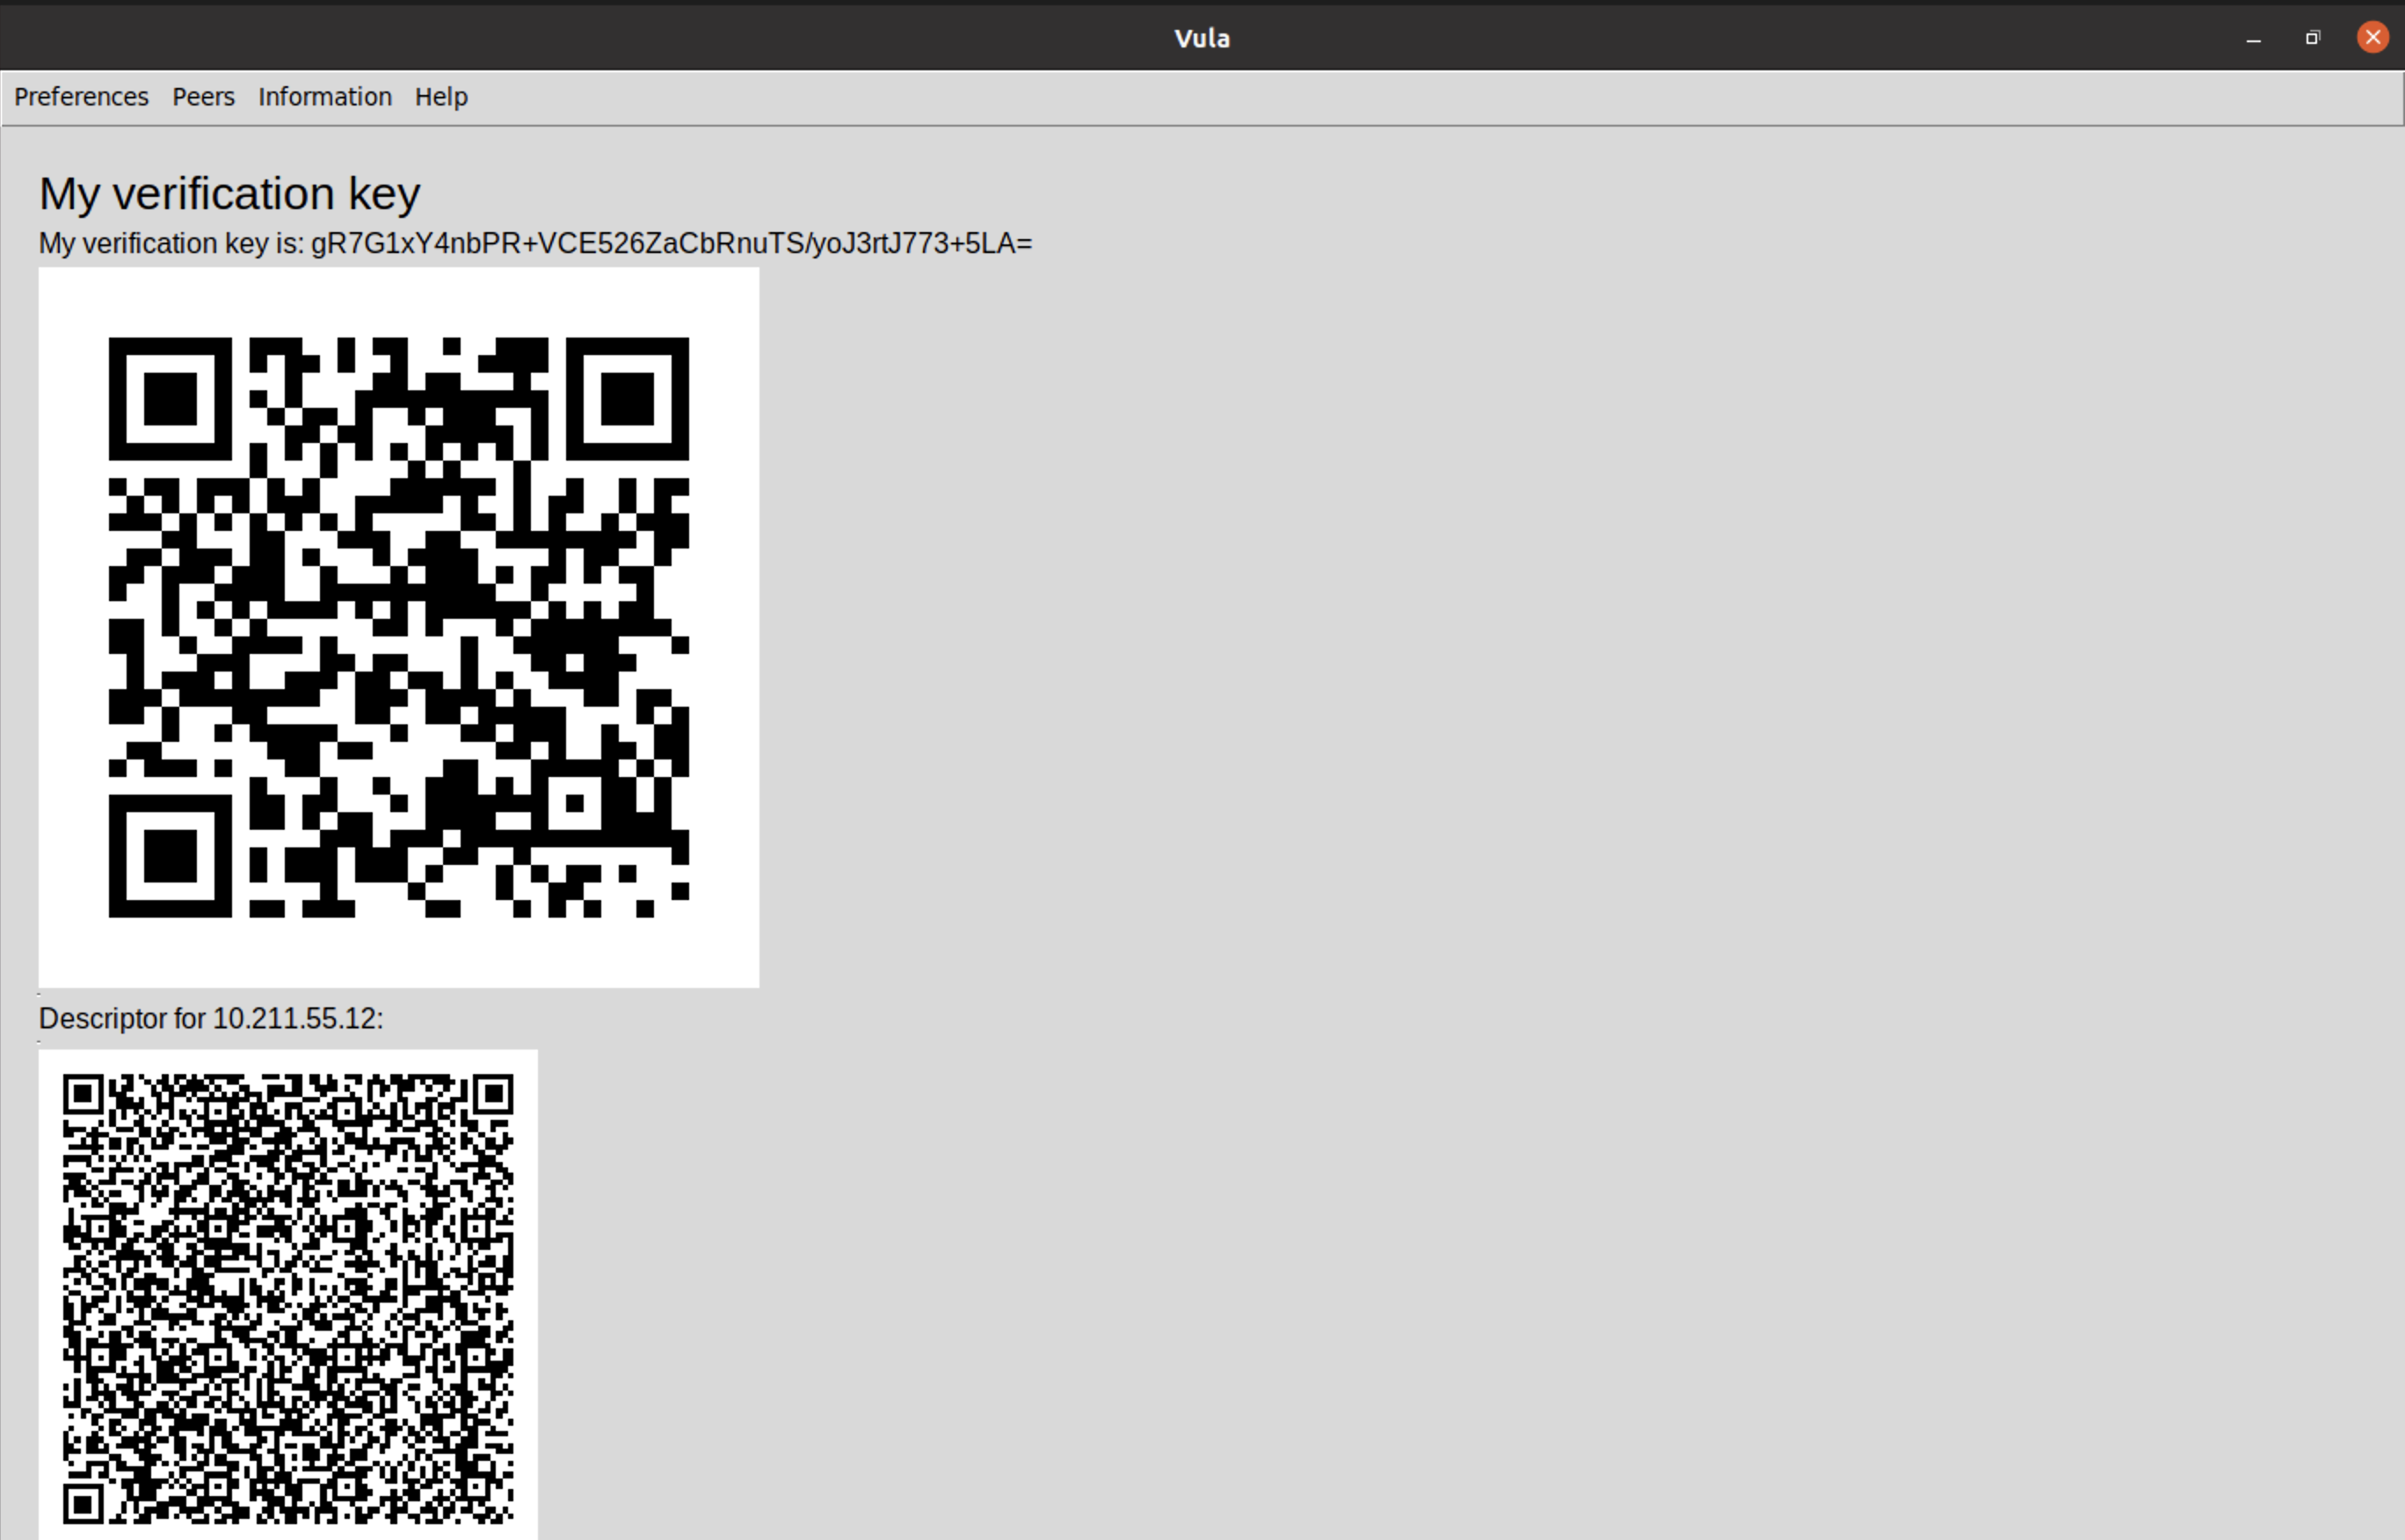 Vula
Preferences Peers Information Help
My verification key
My verification key is: gR7G1xY4nbPR+VCE526ZaCbRnuTS/yoJ3rtJ773+5LA=
Descriptor for 10.211.55.12: